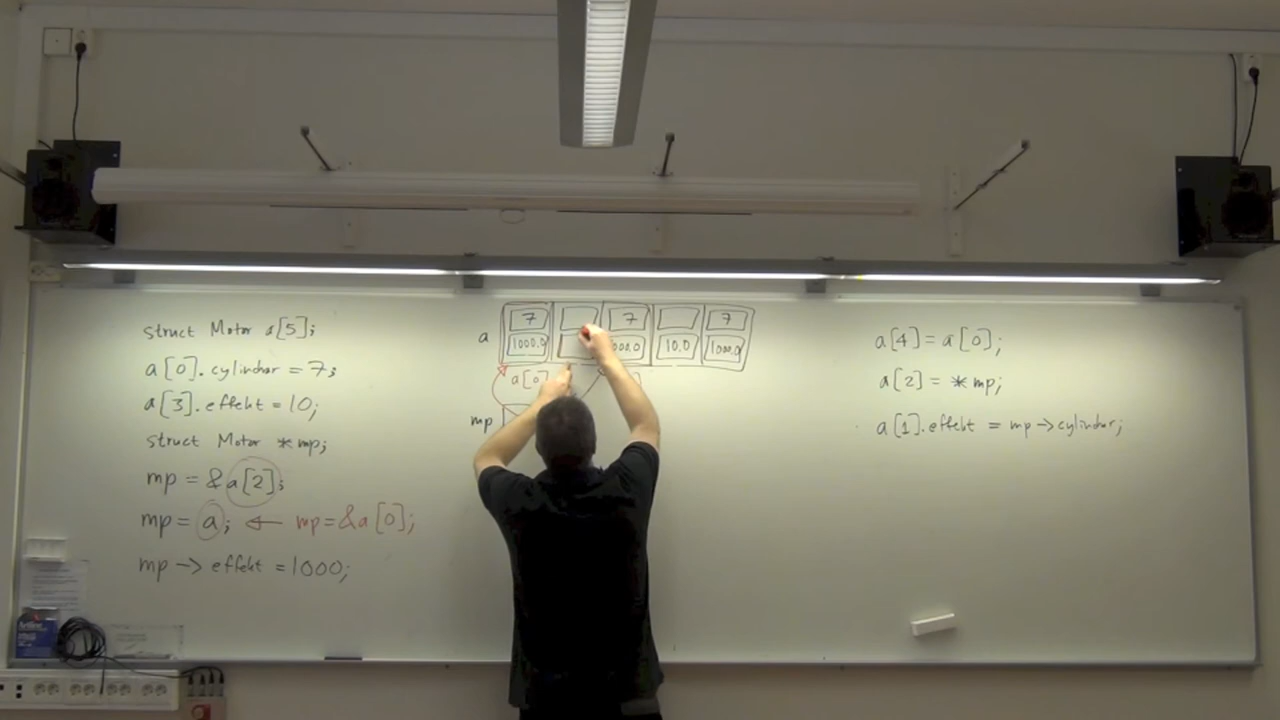 struct Motor a[5];
a[0].cylindrar = 7;
a[3].effekt = 10;
struct Motor *mp;
mp = &a[2];
mp = a; ← mp=&a[0];
mp -> effekt = 1000;
a 7 7 7
1000.0 000.0 10.0 1000.0
a[0]
mp
a[4] = a[0];
a[2] = *mp;
a[1].effekt = mp->cylindrar;